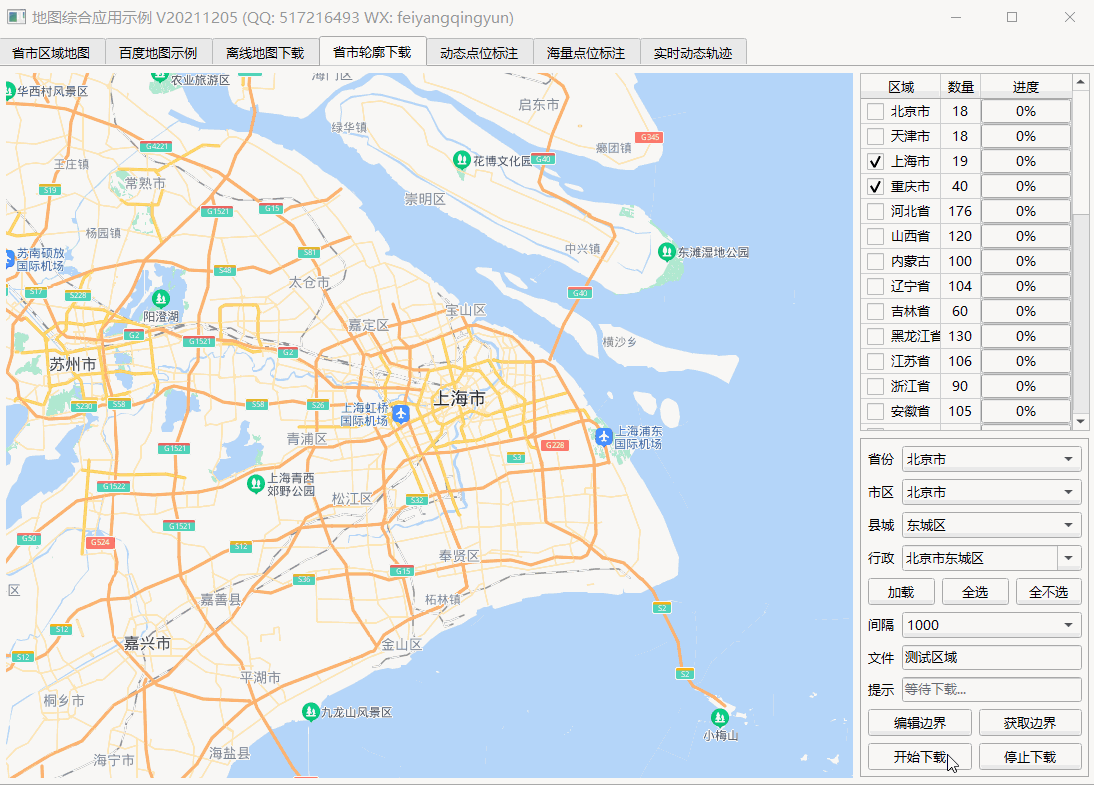 地图综合应用示例 V20211205 (QQ: 517216493 WX: feiyangqingyun)
省市区域地图 百度地图示例 离线地图下载 省市轮廓下载 动态点位标注 海量点位标注 实时动态轨迹
农业旅游区
海门区
华西村风景区
启东市
绿华镇
G345
G4221
癞团镇
王庄镇
花博文化园
G40
常熟市
S19
崇明区
G1521
G15
杨园镇
中兴镇
东滩湿地公园
苏南硕放
国际机场
S81
S48
太仓市
S17
S228
G40
阳澄湖
宝山区
嘉定区
G2
G1521
横沙乡
G2
苏州市
上海市
S230
S58
S58
S26
上海虹桥
国际机场
上海浦东
国际机场
青浦区
G228
G1521
S3
上海青西
郊野公园
G1522
松江区
S32
G1521
G50
G524
S12
奉贤区
G15
S36
区
嘉善县
柘林镇
S2
S12
嘉兴市
金山区
S12
S2
平湖市
桐乡市
九龙山风景区
小梅山
海盐县
海宁市
区域 数量 进度
北京市 18 0%
天津市 18 0%
上海市 19 0%
重庆市 40 0%
河北省 176 0%
山西省 120 0%
内蒙古 100 0%
辽宁省 104 0%
吉林省 60 0%
黑龙江省 130 0%
江苏省 106 0%
浙江省 90 0%
安徽省 105 0%
省份 北京市
市区 北京市
县城 东城区
行政 北京市东城区
加载 全选 全不选
间隔 1000
文件 测试区域
提示 等待下载...
编辑边界 获取边界
开始下载 停止下载